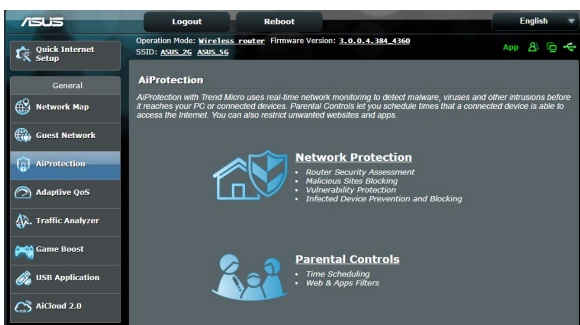 ASUS
Logout
Reboot
English
Quick Internet
Setup
Operation Mode: Wireless router Firmware Version: 3.0.0.4.384_4360
SSID: ASUS_2G ASUS_5G
App
General
Network Map
Guest Network
AiProtection
Adaptive QoS
Traffic Analyzer
Game Boost
USB Application
AiCloud 2.0
AiProtection
AiProtection with Trend Micro uses real-time network monitoring to detect malware, viruses and other intrusions before
it reaches your PC or connected devices. Parental Controls let you schedule times that a connected device is able to
access the Internet. You can also restrict unwanted websites and apps.
Network Protection
• Router Security Assessment
• Malicious Sites Blocking
• Vulnerability Protection
• Infected Device Prevention and Blocking
Parental Controls
• Time Scheduling
• Web & Apps Filters